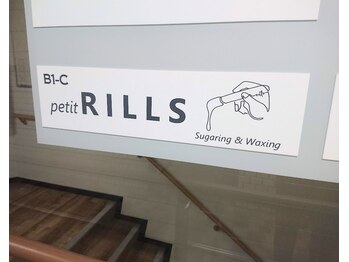 B1-C
petit RILLS
Sugaring & Waxing